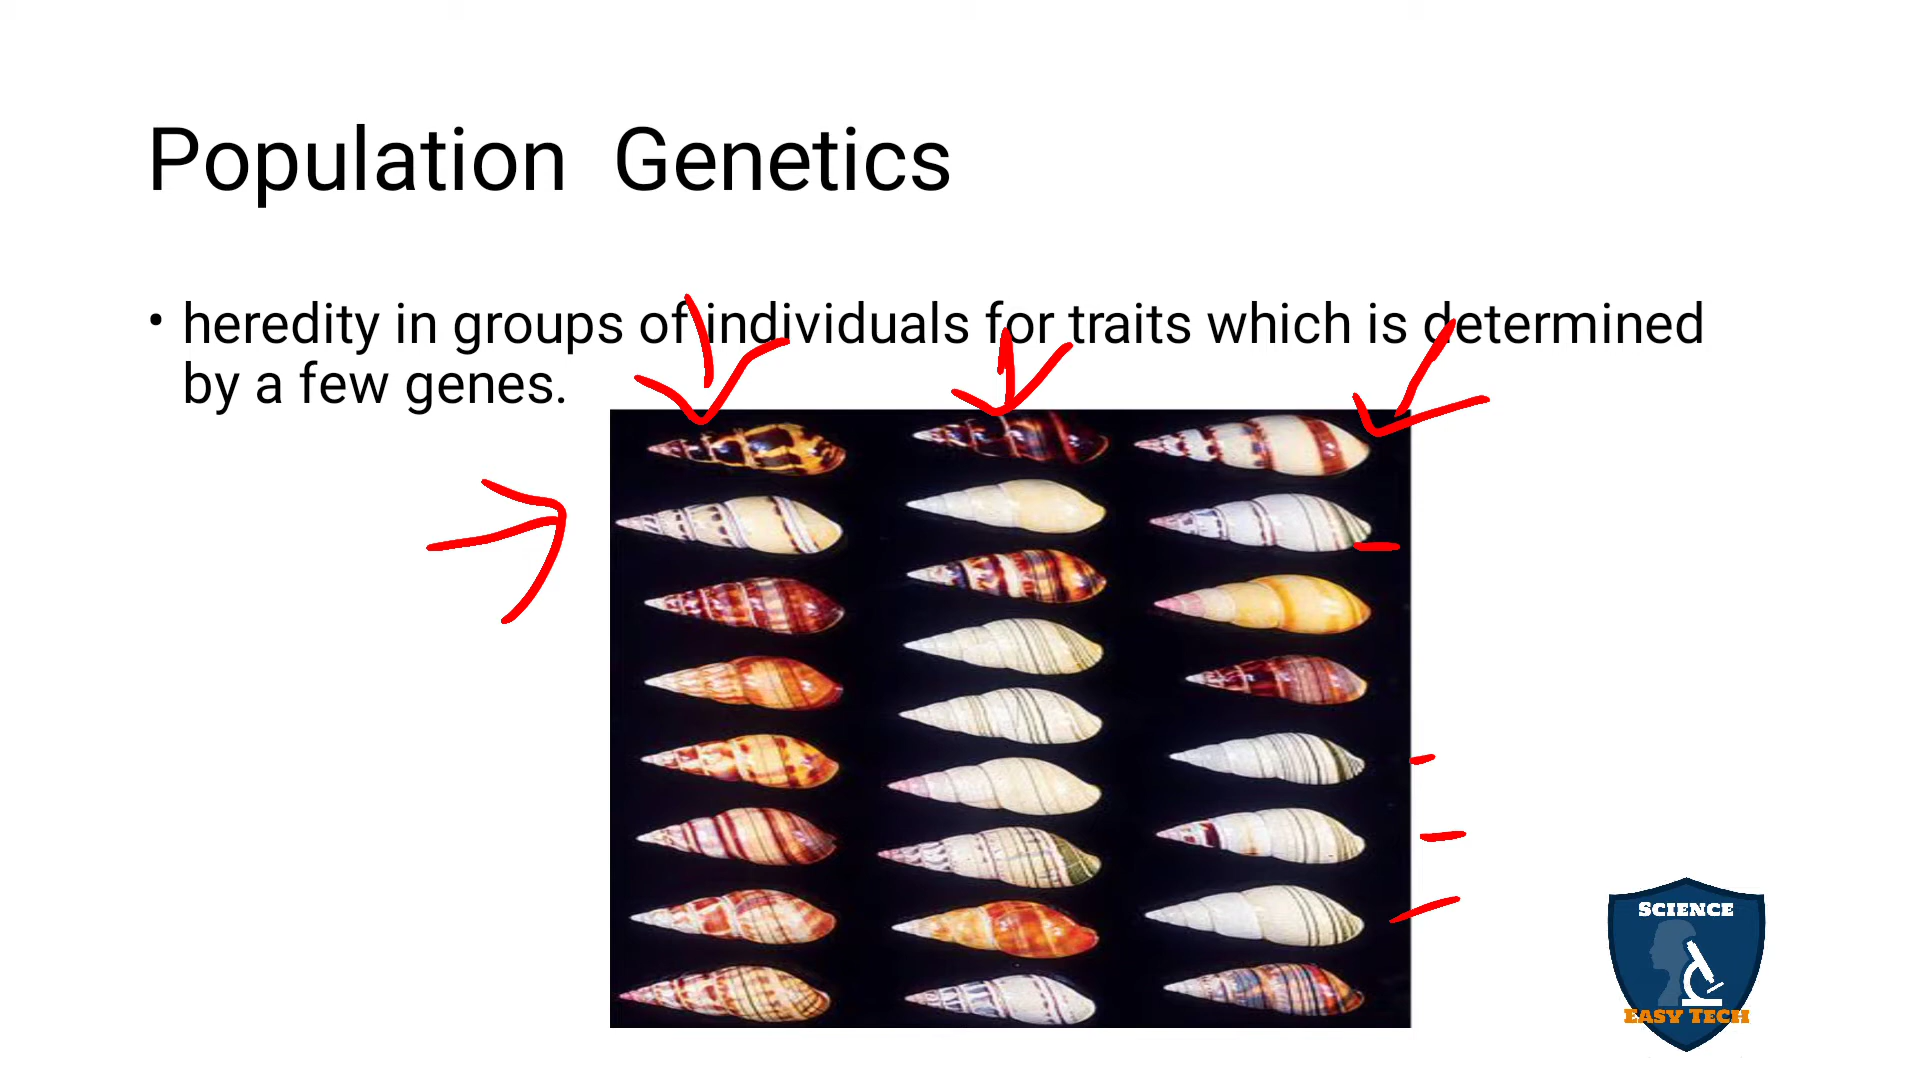 Population Genetics
• heredity in groups of individuals for traits which is determined
by a few genes.
SCIENCE
EASY TECH